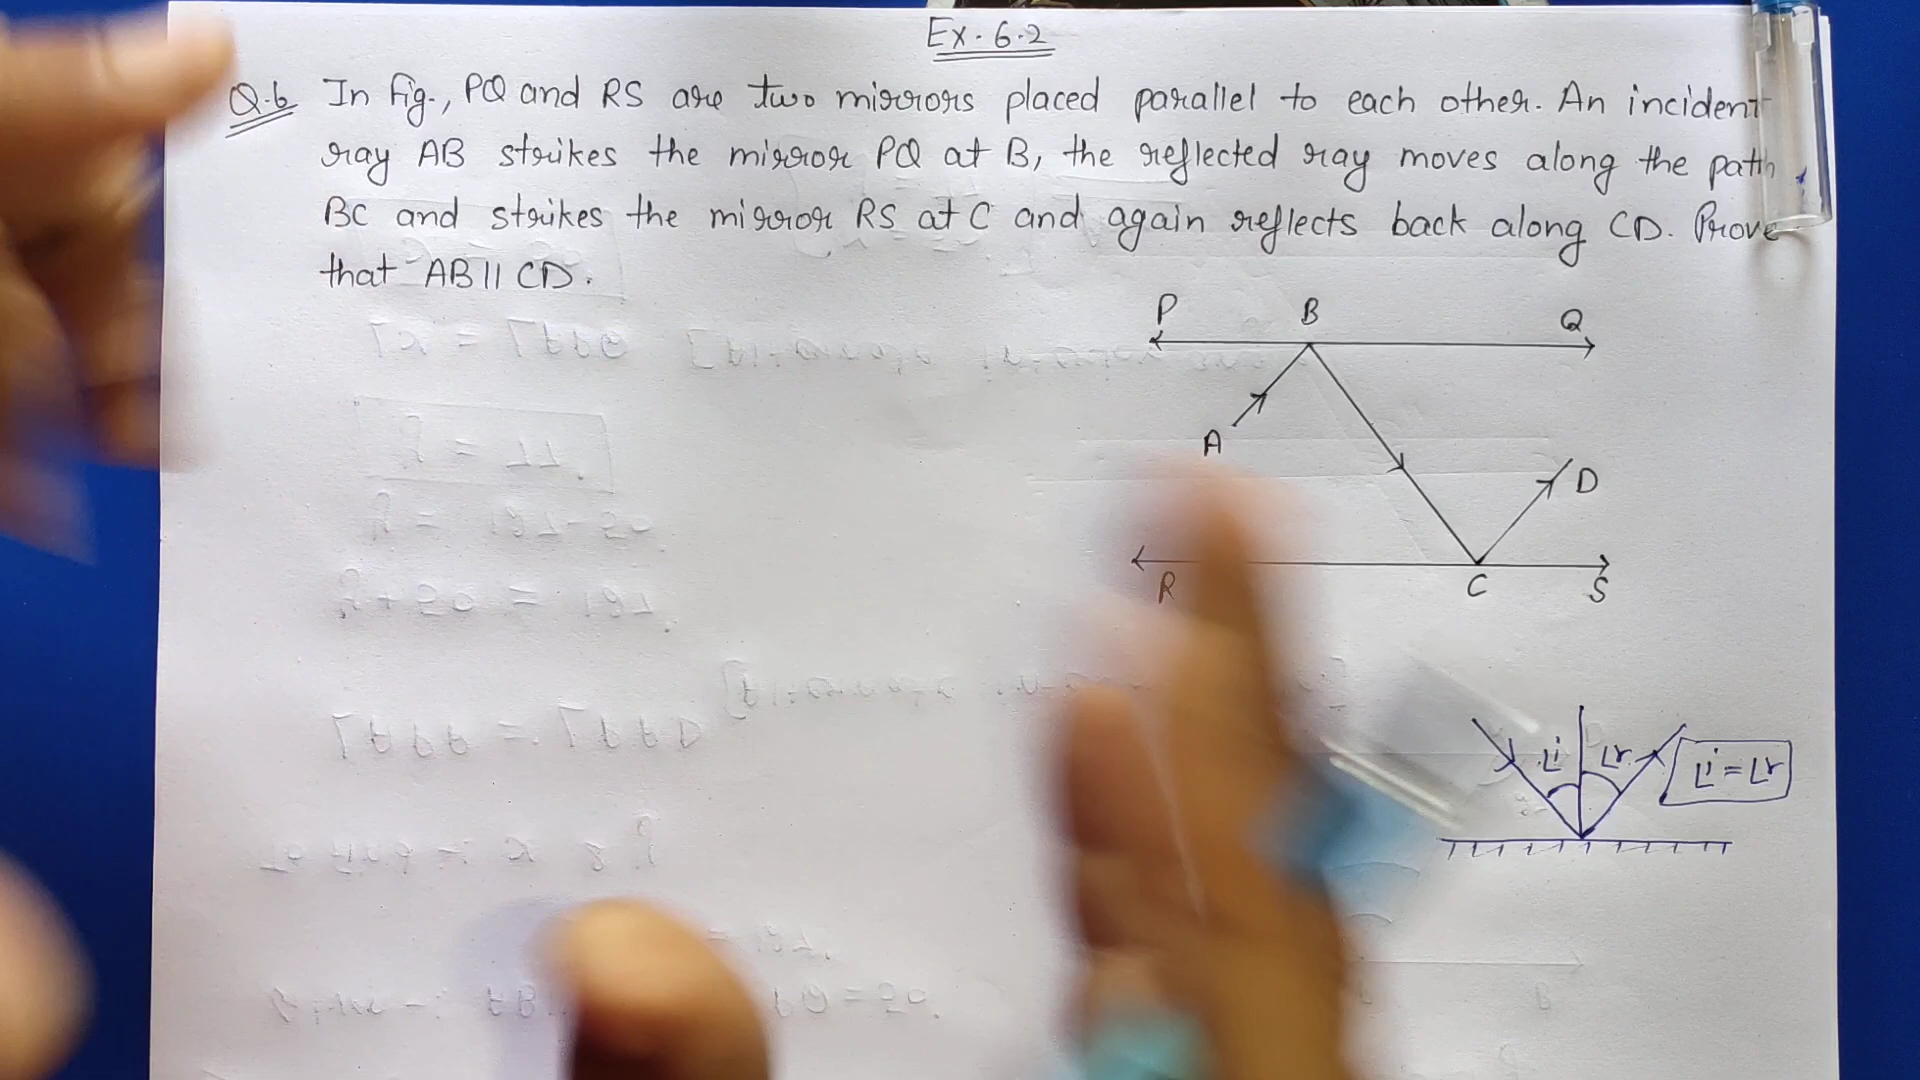 Ex. 6.2
Q.6 In fig., PQ and RS are two mirrors placed parallel to each other. An incident
ray AB strikes the mirror PQ at B, the reflected ray moves along the path
BC and strikes the mirror RS at C and again reflects back along CD. Prove
that AB || CD.
P B Q
A
D
R C S
∠i ∠r ∠i = ∠r